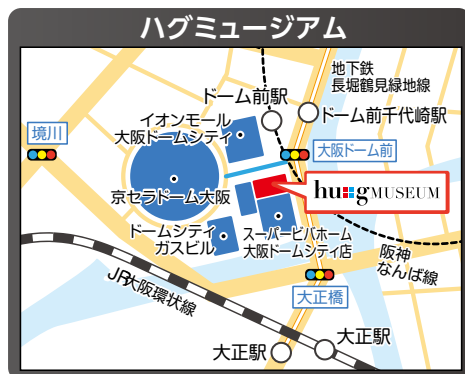 ハグミュージアム
地下鉄
長堀鶴見緑地線
ドーム前駅
ドーム前千代崎駅
イオンモール
大阪ドームシティ
境川
大阪ドーム前
京セラドーム大阪
hu gMUSEUM
ドームシティ
ガスビル
スーパービバホーム
大阪ドームシティ店
阪神
なんば線
JR大阪環状線
大正橋
大正駅
大正駅